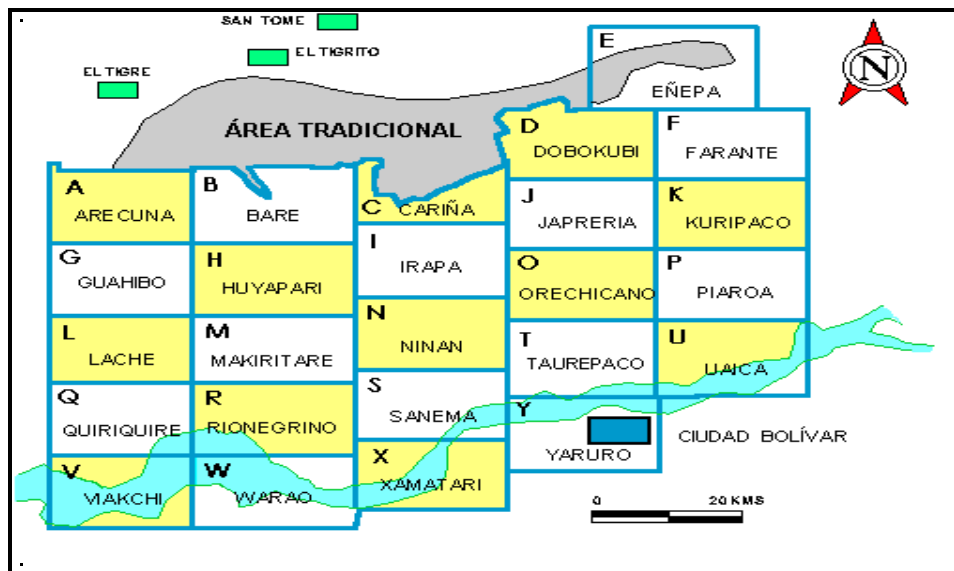 SAN TOME
EL TIGRITO
EL TIGRE
E
EÑEPA
N
ÁREA TRADICIONAL
D
DOBOKUBI
F
FARANTE
A
ARECUNA
B
BARE
C
CARIÑA
J
JAPRERIA
K
KURIPACO
G
GUAHIBO
H
HUYAPARI
I
IRAPA
O
ORECHICANO
P
PIAROA
L
LACHE
M
MAKIRITARE
N
NINAN
T
TAUREPACO
U
UAICA
Q
QUIRIQUIRE
R
RIONEGRINO
S
SANEMA
Y
YARURO
CIUDAD BOLÍVAR
V
VIAKCHI
W
WARAO
X
XAMATARI
0 20 KMS